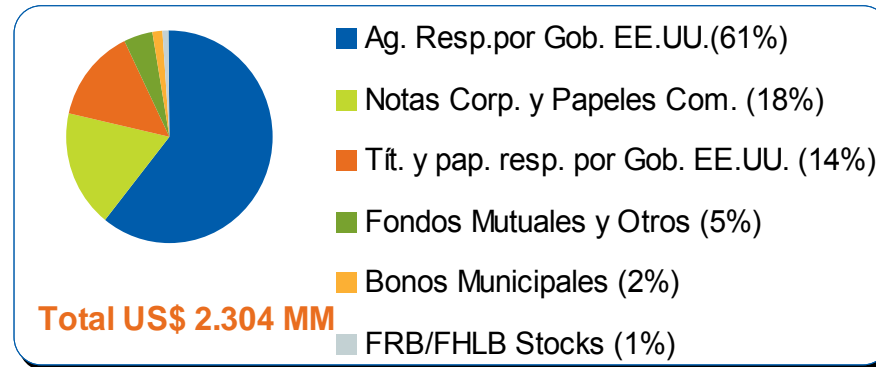 Ag. Resp.por Gob. EE.UU.(61%)
Notas Corp. y Papeles Com. (18%)
Tít. y pap. resp. por Gob. EE.UU. (14%)
Fondos Mutuales y Otros (5%)
Bonos Municipales (2%)
FRB/FHLB Stocks (1%)
Total US$ 2.304 MM